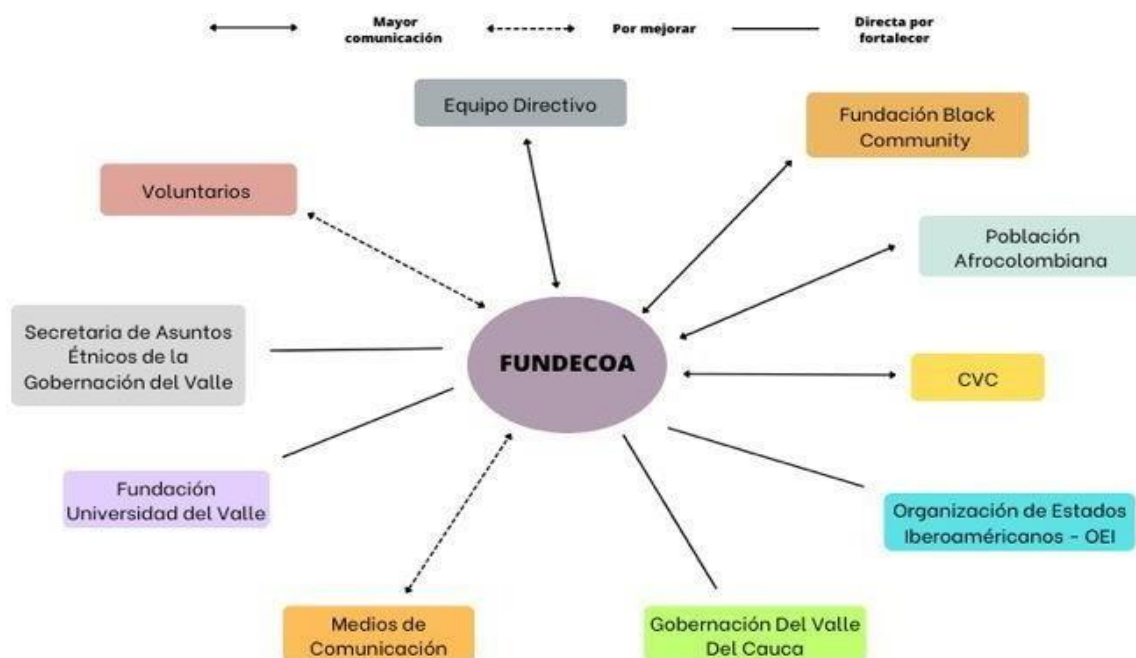 Mayor
comunicación
Por mejorar
Directa por
fortalecer
Equipo Directivo
Fundación Black
Community
Voluntarios
Población
Afrocolombiana
Secretaria de Asuntos
Étnicos de la
Gobernación del Valle
FUNDECOA
CVC
Fundación
Universidad del Valle
Organización de Estados
Iberoaméricanos - OEI
Medios de
Comunicación
Gobernación Del Valle
Del Cauca